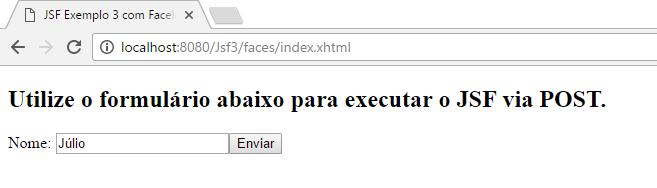 JSF Exemplo 3 com Facel
localhost:8080/Jsf3/faces/index.xhtml
Utilize o formulário abaixo para executar o JSF via POST.
Nome: Júlio Enviar